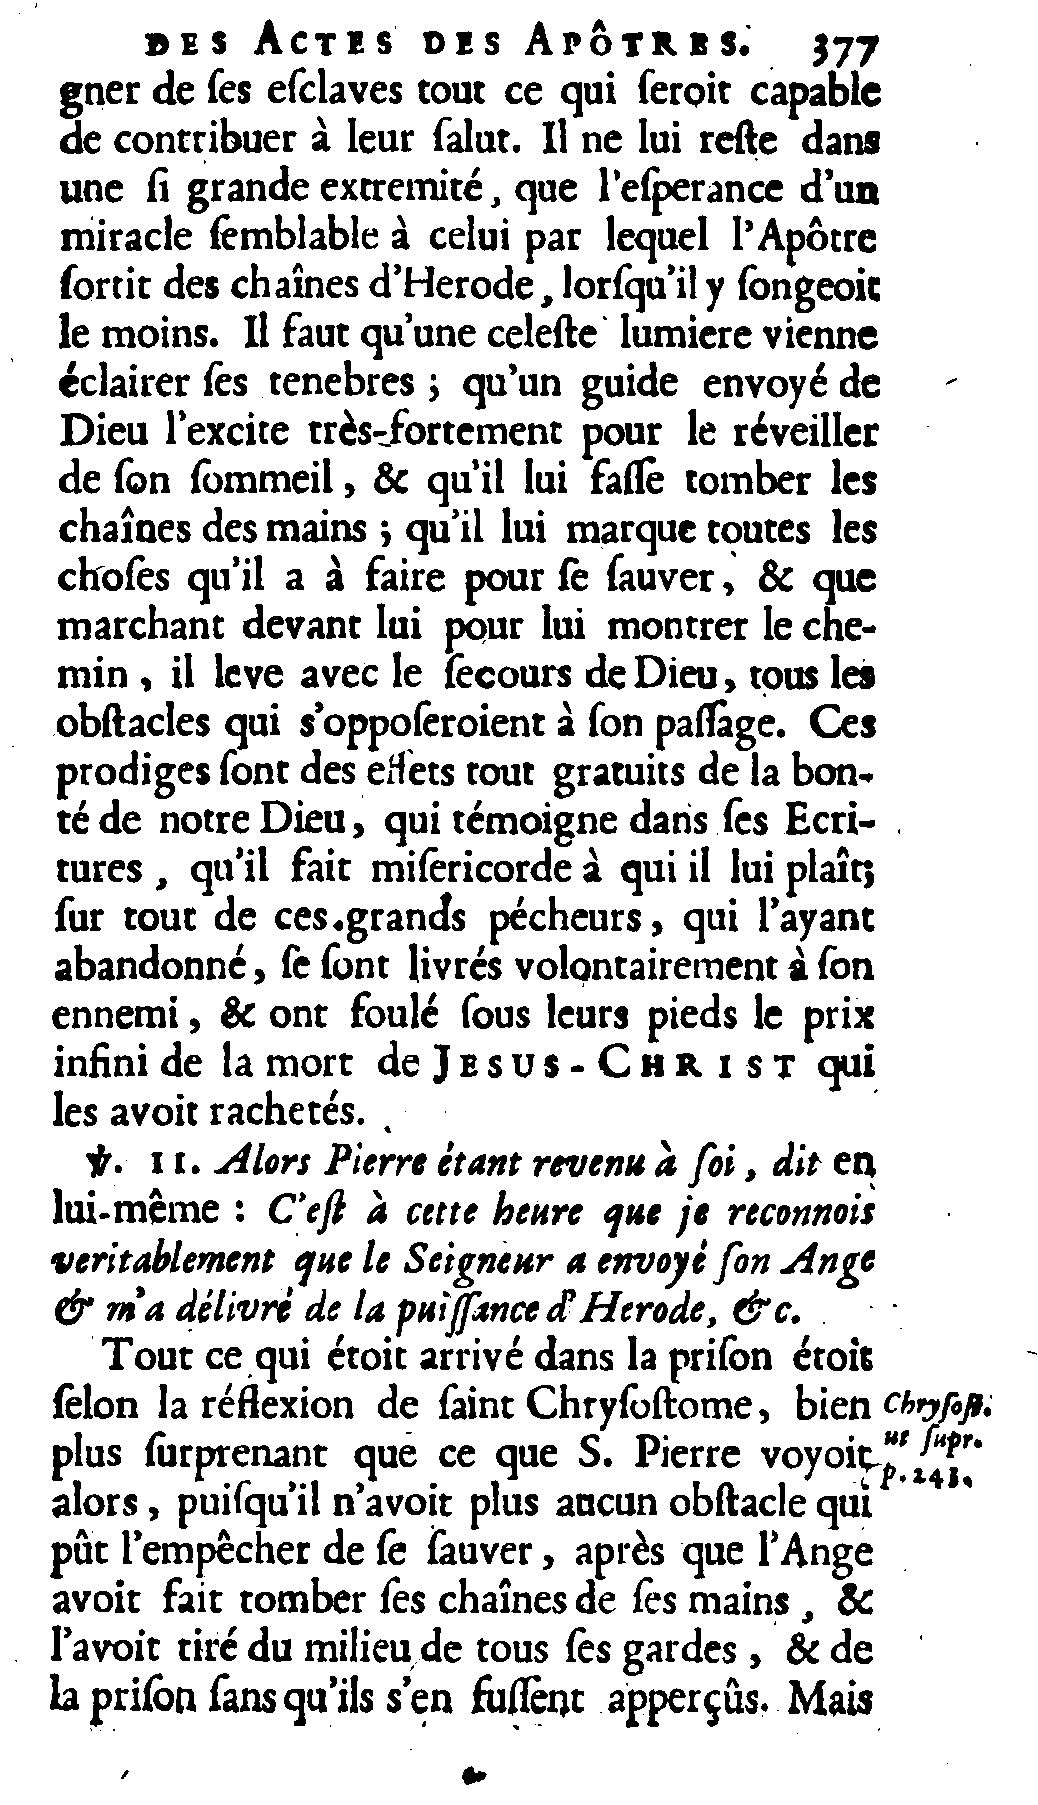 DES ACTES DES APÔTRES. 377
gner de ſes eſclaves tout ce qui ſeroit capable
de contribuer à leur ſalut. Il ne lui reſte dans
une ſi grande extremité, que l'eſperance d'un
miracle ſemblable à celui par lequel l'Apôtre
ſortit des chaînes d'Herode, lorſqu'il y ſongeoit
le moins. Il faut qu'une celeſte lumiere vienne
éclairer ſes tenebres ; qu'un guide envoyé de
Dieu l'excite très-fortement pour le réveiller
de ſon ſommeil, & qu'il lui faſſe tomber les
chaînes des mains ; qu'il lui marque toutes les
choſes qu'il a à faire pour ſe ſauver, & que
marchant devant lui pour lui montrer le che-
min, il leve avec le ſecours de Dieu, tous les
obſtacles qui s'oppoſeroient à ſon paſſage. Ces
prodiges ſont des effets tout gratuits de la bon-
té de notre Dieu, qui témoigne dans ſes Ecri-
tures, qu'il fait miſericorde à qui il lui plaît;
ſur tout de ces grands pécheurs, qui l'ayant
abandonné, ſe ſont livrés volontairement à ſon
ennemi, & ont foulé ſous leurs pieds le prix
infini de la mort de JESUS-CHRIST qui
les avoit rachetés.
℣. 11. Alors Pierre étant revenu à ſoi, dit en
lui-même : C'eſt à cette heure que je reconnois
veritablement que le Seigneur a envoyé ſon Ange
& m'a délivré de la puiſſance d'Herode, &c.
Tout ce qui étoit arrivé dans la priſon étoit
ſelon la réflexion de ſaint Chryſoſtome, bien Chryſoſt.
plus ſurprenant que ce que S. Pierre voyoit ut ſupr.
p. 241.
alors, puiſqu'il n'avoit plus aucun obſtacle qui
pût l'empêcher de ſe ſauver, après que l'Ange
avoit fait tomber ſes chaînes de ſes mains, &
l'avoit tiré du milieu de tous ſes gardes, & de
la priſon ſans qu'ils s'en fuſſent apperçûs. Mais